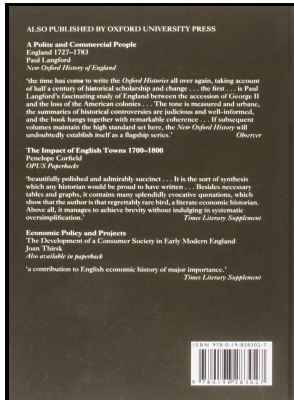 ALSO PUBLISHED BY OXFORD UNIVERSITY PRESS
A Polite and Commercial People
England 1727–1783
Paul Langford
New Oxford History of England
'the time has come to write the Oxford Histories all over again, taking account
of half a century of historical scholarship and change . . . the first . . . is Paul
Langford's fascinating study of England between the accession of George II
and the loss of the American colonies . . . The tone is measured and urbane,
the summaries of historical controversies are judicious and well-informed,
and the book hangs together with remarkable coherence . . . If subsequent
volumes maintain the high standard set here, the New Oxford History will
undoubtedly establish itself as a flagship series.' Observer
The Impact of English Towns 1700–1800
Penelope Corfield
OPUS Paperbacks
'beautifully polished and admirably succinct . . . It is the sort of synthesis
which any historian would be proud to have written . . . Besides necessary
tables and graphs, it contains many splendidly evocative quotations, which
show that the author is that regrettably rare bird, a literate economic historian.
Above all, it manages to achieve brevity without indulging in systematic
oversimplification.' Times Literary Supplement
Economic Policy and Projects
The Development of a Consumer Society in Early Modern England
Joan Thirsk
Also available in paperback
'a contribution to English economic history of major importance.'
Times Literary Supplement
ISBN 978-0-19-828302-7
9 780198 283027